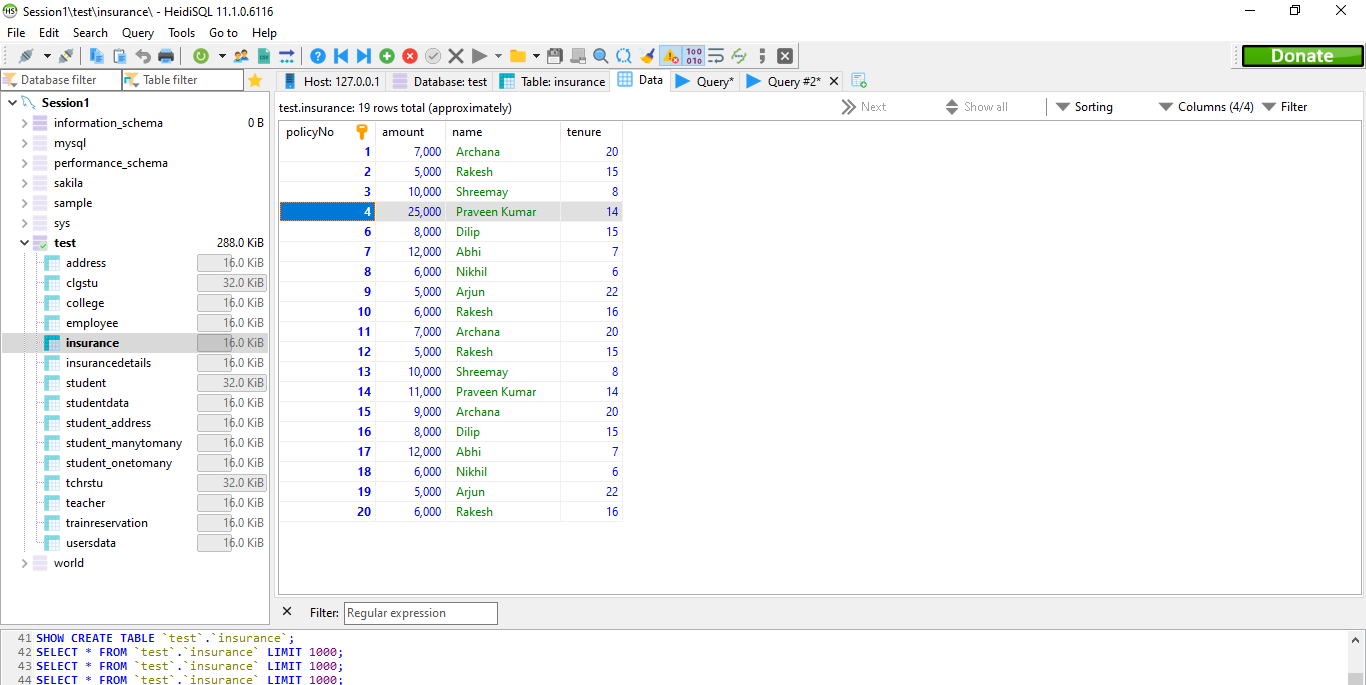 Session1\test\insurance\ - HeidiSQL 11.1.0.6116
File Edit Search Query Tools Go to Help
Donate
Database filter Table filter
Host: 127.0.0.1 Database: test Table: insurance Data Query* Query #2*
Session1
information_schema 0 B
mysql
performance_schema
sakila
sample
sys
test 288.0 KiB
address 16.0 KiB
clgstu 32.0 KiB
college 16.0 KiB
employee 16.0 KiB
insurance 16.0 KiB
insurancedetails 16.0 KiB
student 32.0 KiB
studentdata 16.0 KiB
student_address 16.0 KiB
student_manytomany 16.0 KiB
student_onetomany 16.0 KiB
tchrstu 32.0 KiB
teacher 16.0 KiB
trainreservation 16.0 KiB
usersdata 16.0 KiB
world
test.insurance: 19 rows total (approximately) Next Show all Sorting Columns (4/4) Filter
policyNo amount name tenure
1 7,000 Archana 20
2 5,000 Rakesh 15
3 10,000 Shreemay 8
4 25,000 Praveen Kumar 14
6 8,000 Dilip 15
7 12,000 Abhi 7
8 6,000 Nikhil 6
9 5,000 Arjun 22
10 6,000 Rakesh 16
11 7,000 Archana 20
12 5,000 Rakesh 15
13 10,000 Shreemay 8
14 11,000 Praveen Kumar 14
15 9,000 Archana 20
16 8,000 Dilip 15
17 12,000 Abhi 7
18 6,000 Nikhil 6
19 5,000 Arjun 22
20 6,000 Rakesh 16
Filter: Regular expression
41 SHOW CREATE TABLE `test`.`insurance`;
42 SELECT * FROM `test`.`insurance` LIMIT 1000;
43 SELECT * FROM `test`.`insurance` LIMIT 1000;
44 SELECT * FROM `test`.`insurance` LIMIT 1000;